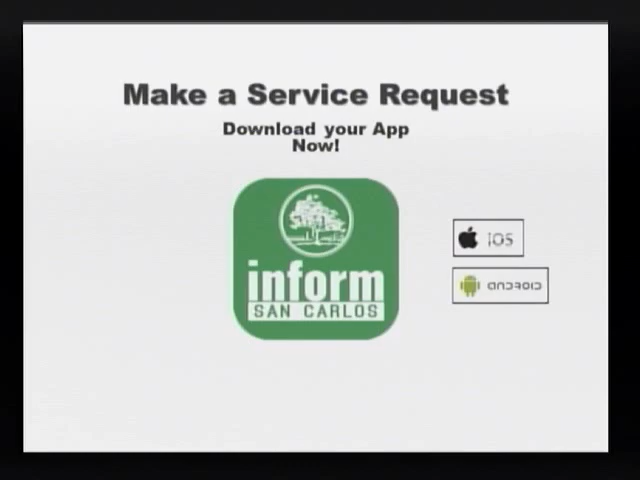 Make a Service Request
Download your App
Now!
inform
SAN CARLOS
iOS
ANDROID